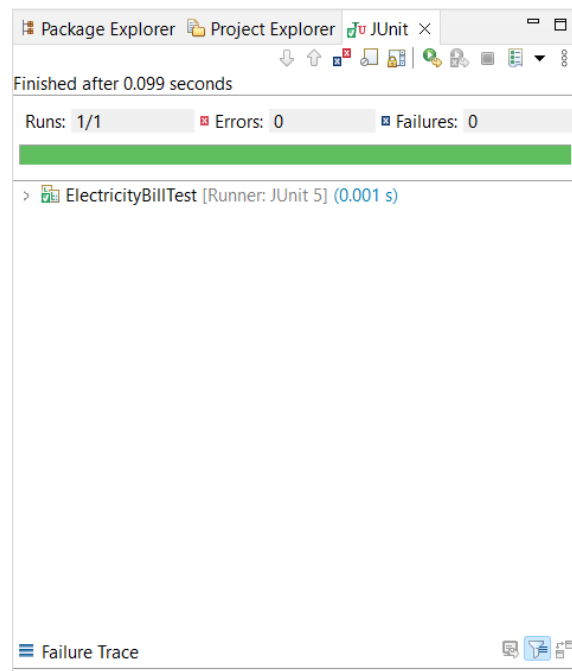 Package Explorer Project Explorer JUnit
Finished after 0.099 seconds
Runs: 1/1 Errors: 0 Failures: 0
ElectricityBillTest [Runner: JUnit 5] (0.001 s)
Failure Trace